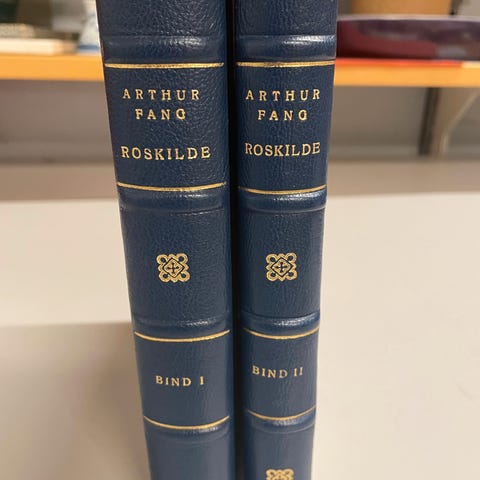 ARTHUR
FANG
ROSKILDE
BIND I
ARTHUR
FANG
ROSKILDE
BIND II